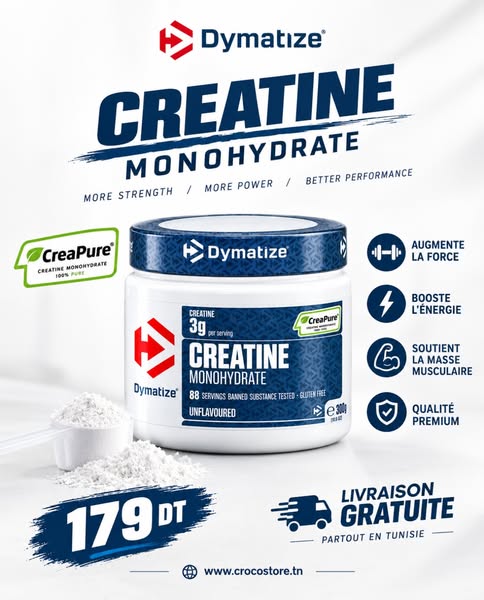 Dymatize®
CREATINE
MONOHYDRATE
MORE STRENGTH / MORE POWER / BETTER PERFORMANCE
CreaPure®
CREATINE MONOHYDRATE
100% PURE
Dymatize®
CREATINE
3g per serving
CreaPure®
CREATINE MONOHYDRATE
CREATINE
MONOHYDRATE
88 SERVINGS BANNED SUBSTANCE TESTED - GLUTEN FREE
UNFLAVOURED
℮ 300g
Dymatize®
AUGMENTE
LA FORCE
BOOSTE
L'ÉNERGIE
SOUTIENT
LA MASSE
MUSCULAIRE
QUALITÉ
PREMIUM
179 DT
LIVRAISON
GRATUITE
PARTOUT EN TUNISIE
www.crocostore.tn